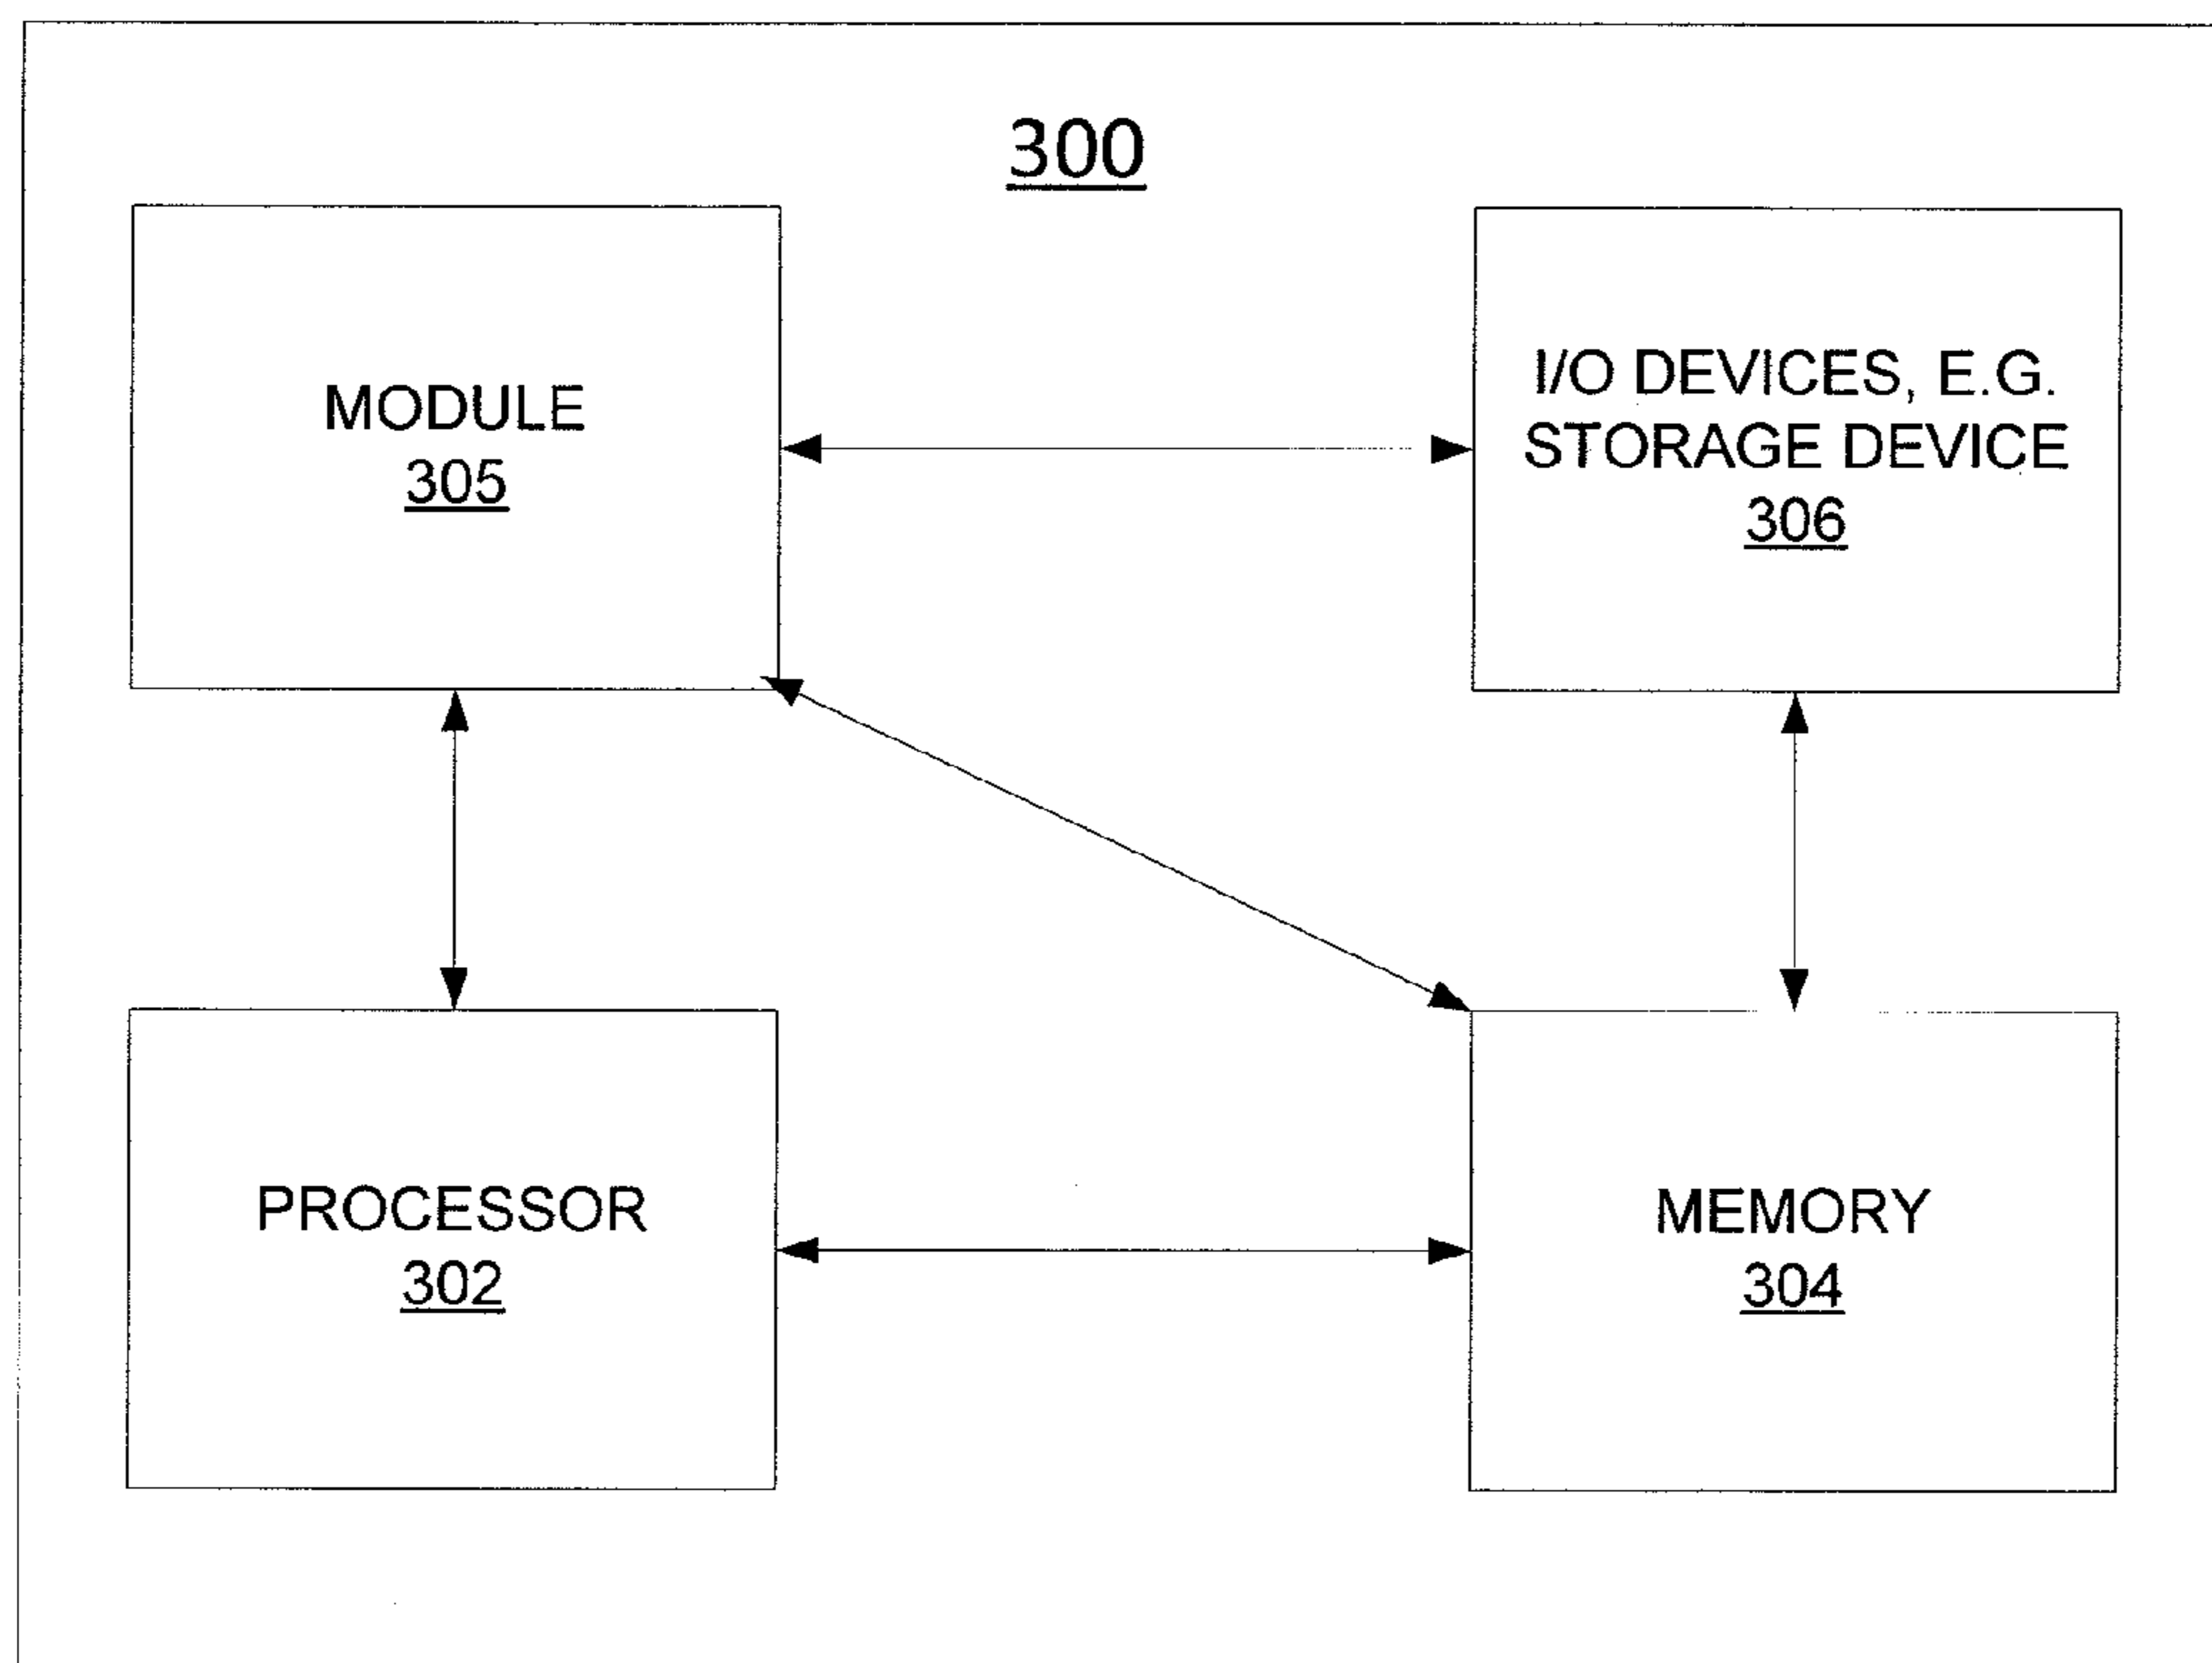 300
MODULE
305
I/O DEVICES, E.G.
STORAGE DEVICE
306
PROCESSOR
302
MEMORY
304